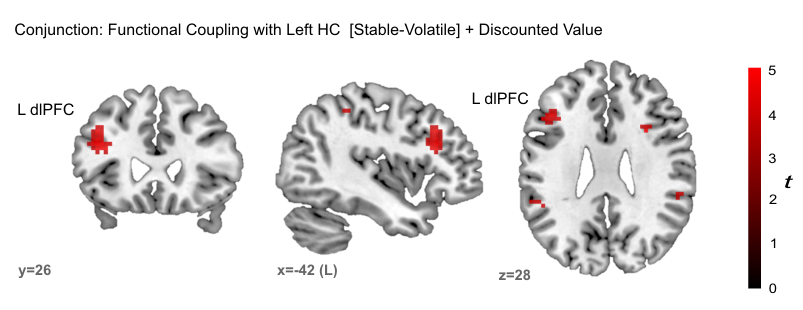 Conjunction: Functional Coupling with Left HC [Stable-Volatile] + Discounted Value
L dlPFC
L dlPFC
y=26
x=-42 (L)
z=28
5
4
3
2
1
0
t